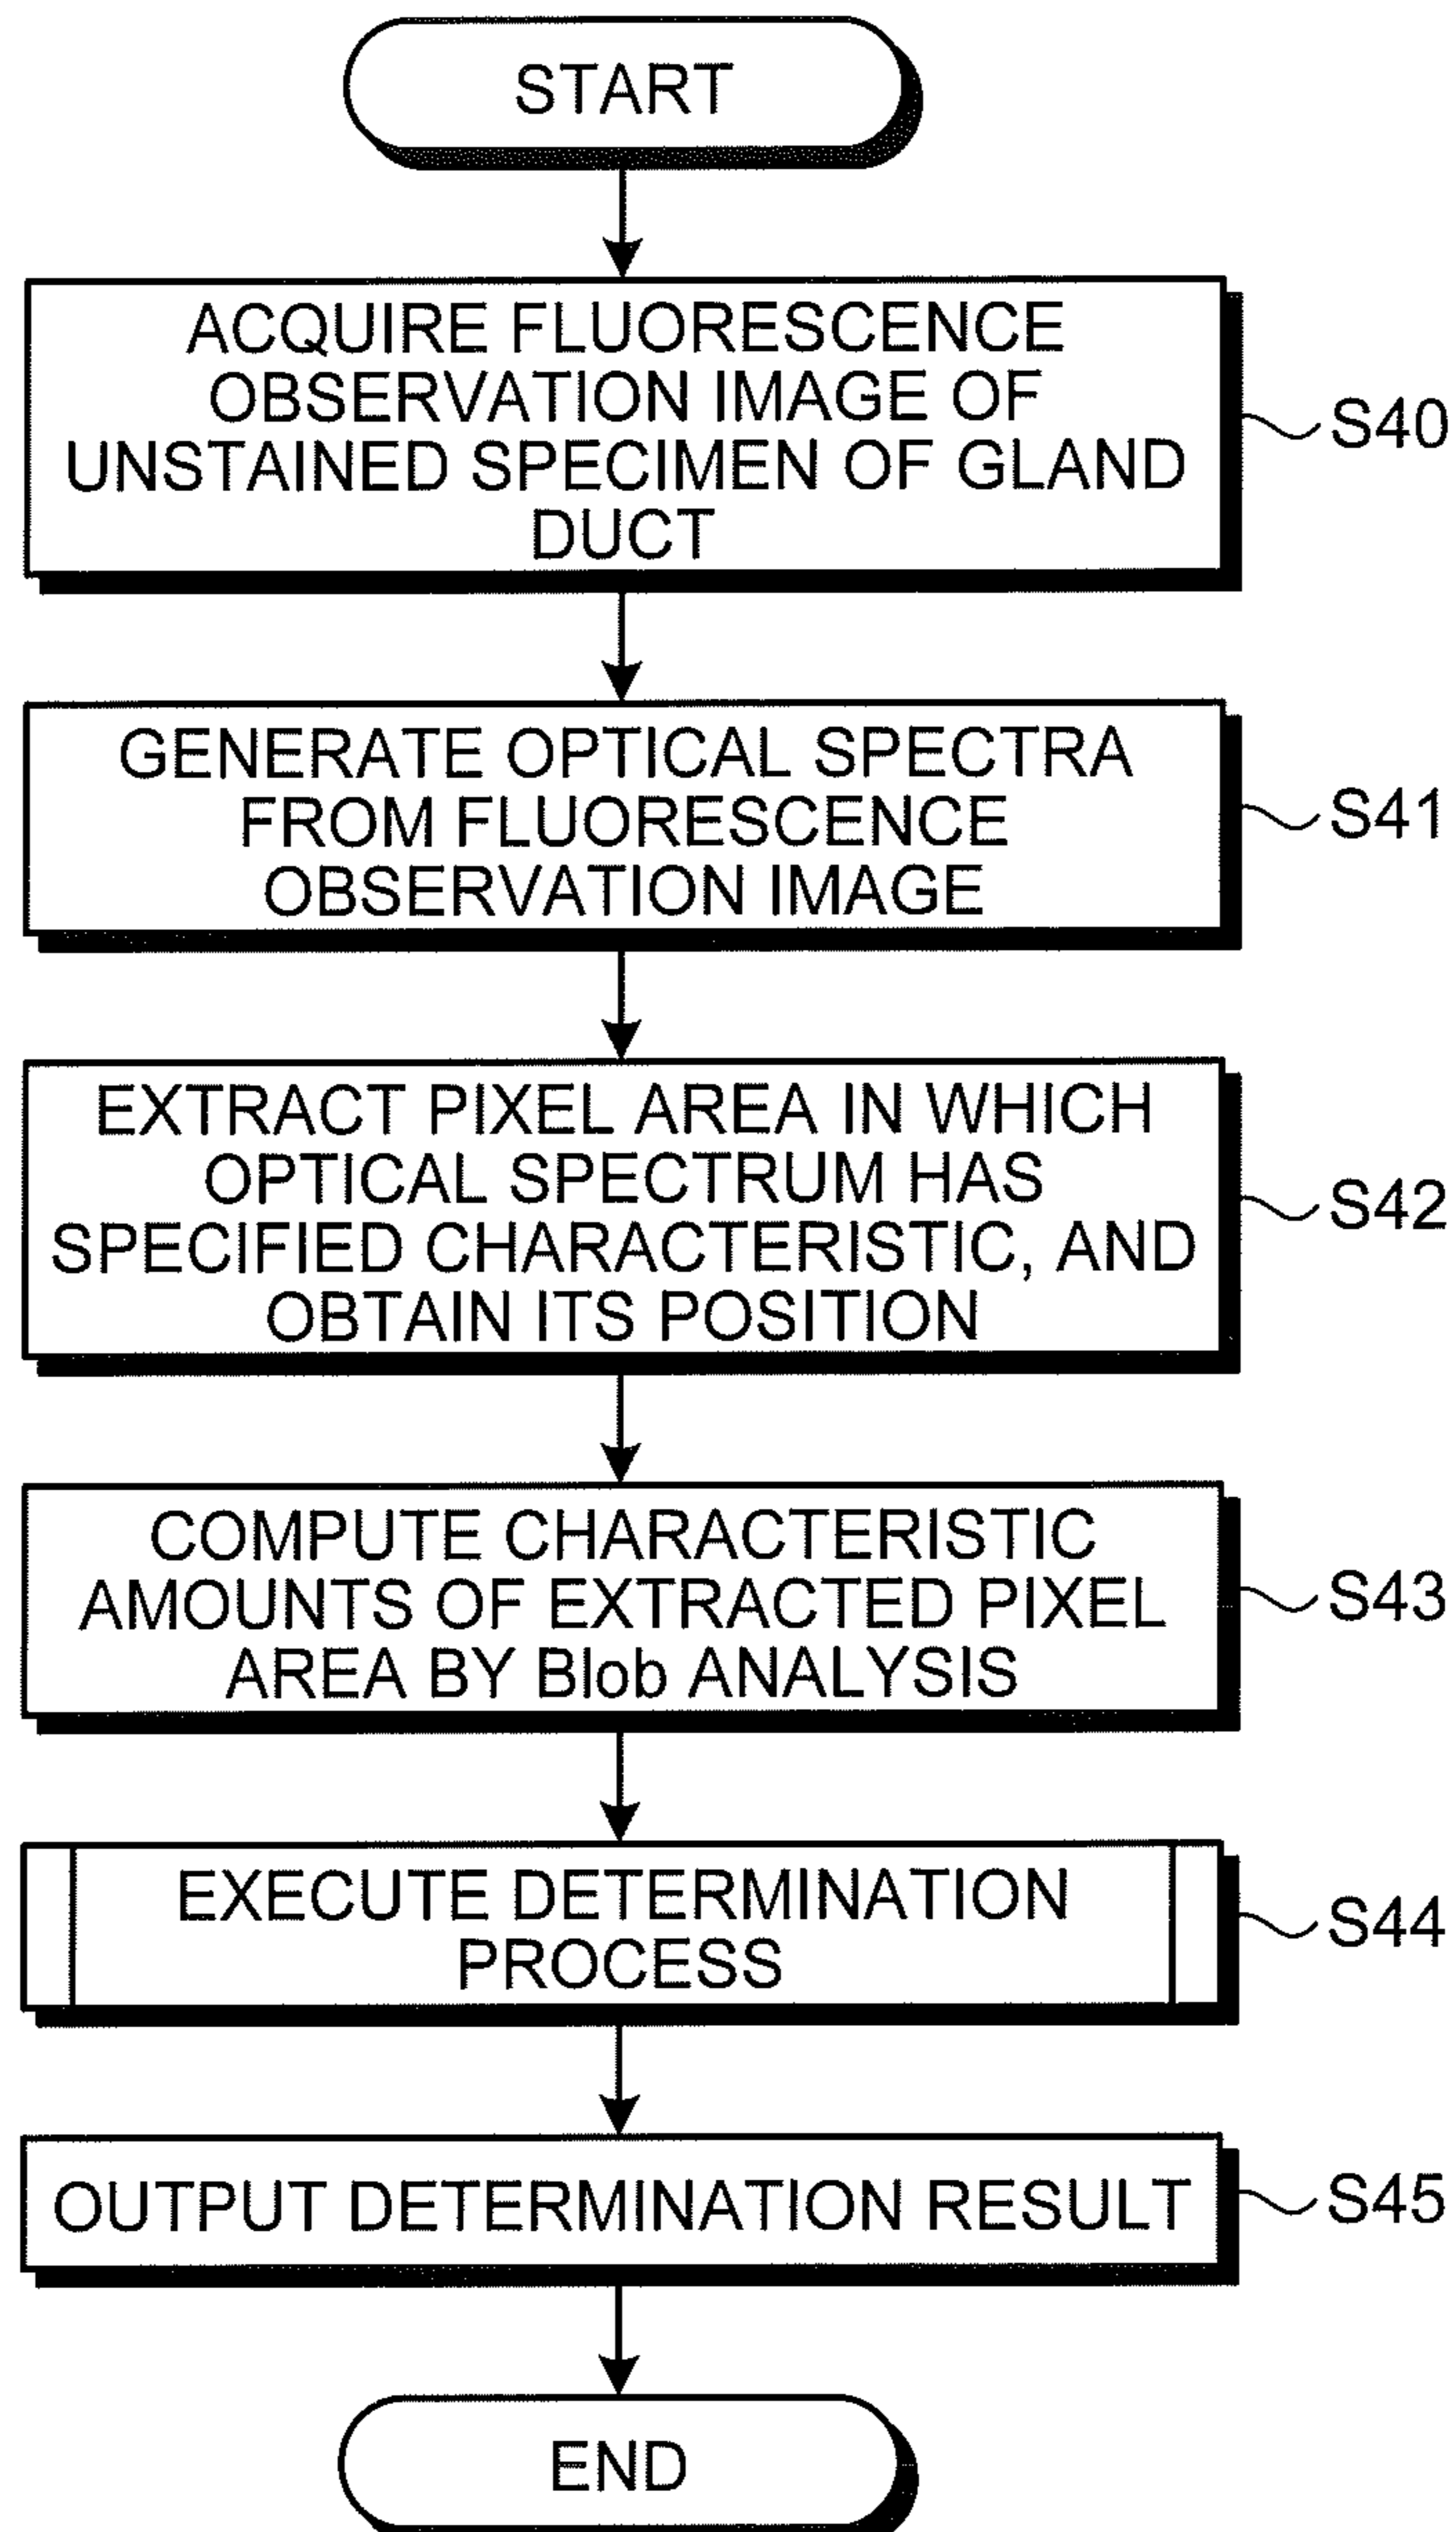 START
ACQUIRE FLUORESCENCE
OBSERVATION IMAGE OF
UNSTAINED SPECIMEN OF GLAND
DUCT
S40
GENERATE OPTICAL SPECTRA
FROM FLUORESCENCE
OBSERVATION IMAGE
S41
EXTRACT PIXEL AREA IN WHICH
OPTICAL SPECTRUM HAS
SPECIFIED CHARACTERISTIC, AND
OBTAIN ITS POSITION
S42
COMPUTE CHARACTERISTIC
AMOUNTS OF EXTRACTED PIXEL
AREA BY Blob ANALYSIS
S43
EXECUTE DETERMINATION
PROCESS
S44
OUTPUT DETERMINATION RESULT
S45
END